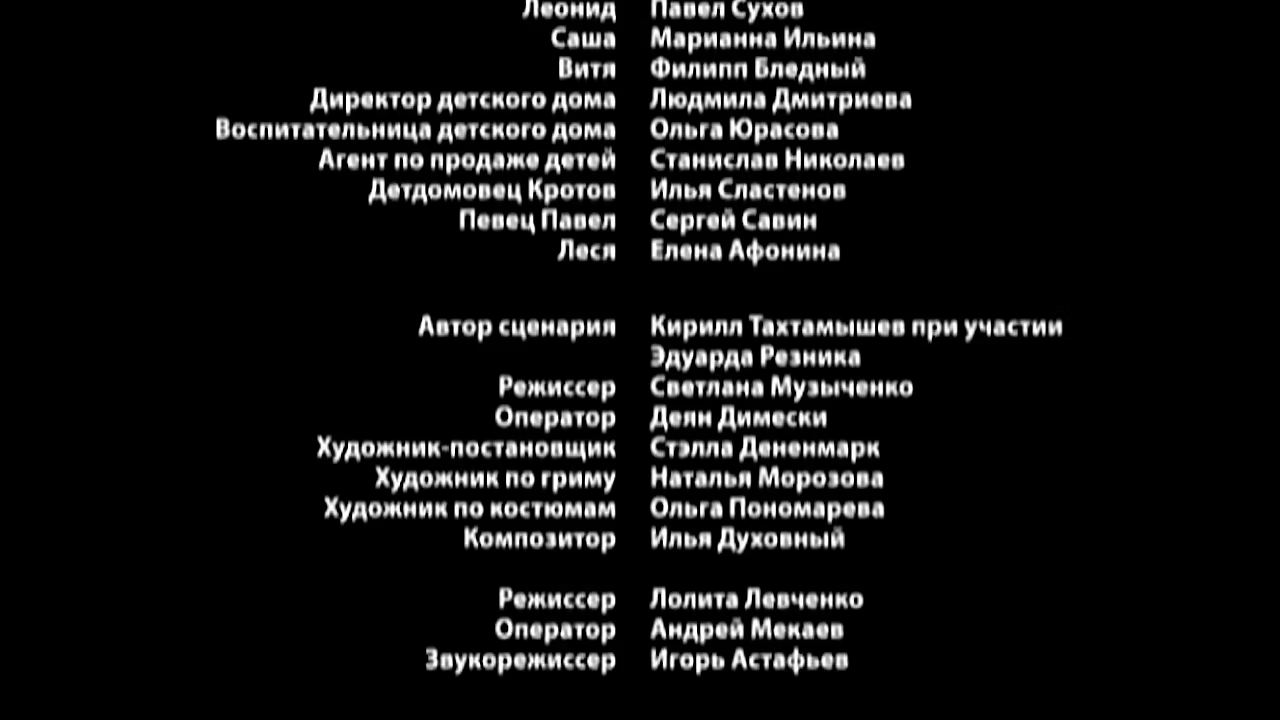 Леонид Павел Сухов
Саша Марианна Ильина
Витя Филипп Бледный
Директор детского дома Людмила Дмитриева
Воспитательница детского дома Ольга Юрасова
Агент по продаже детей Станислав Николаев
Детдомовец Кротов Илья Сластенов
Певец Павел Сергей Савин
Леся Елена Афонина
Автор сценария Кирилл Тахтамышев при участии
Эдуарда Резника
Режиссер Светлана Музыченко
Оператор Деян Димески
Художник-постановщик Стэлла Дененмарк
Художник по гриму Наталья Морозова
Художник по костюмам Ольга Пономарева
Композитор Илья Духовный
Режиссер Лолита Левченко
Оператор Андрей Мекаев
Звукорежиссер Игорь Астафьев